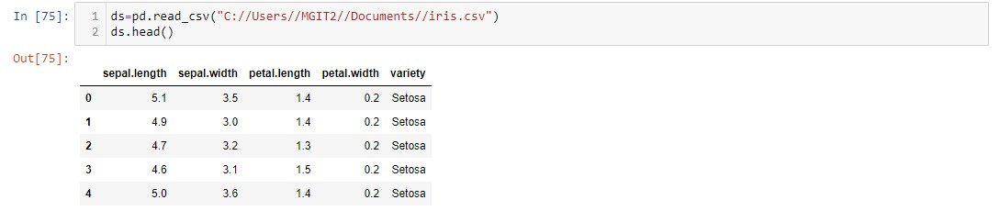 In [75]: 1 ds=pd.read_csv("C://Users//MGIT2//Documents//iris.csv")
2 ds.head()
Out[75]:
sepal.length sepal.width petal.length petal.width variety
0 5.1 3.5 1.4 0.2 Setosa
1 4.9 3.0 1.4 0.2 Setosa
2 4.7 3.2 1.3 0.2 Setosa
3 4.6 3.1 1.5 0.2 Setosa
4 5.0 3.6 1.4 0.2 Setosa